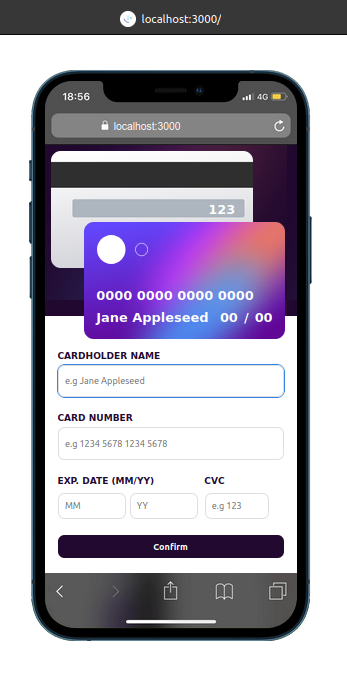 localhost:3000/
18:56
4G
localhost:3000
123
0000 0000 0000 0000
Jane Appleseed 00 / 00
CARDHOLDER NAME
e.g Jane Appleseed
CARD NUMBER
e.g 1234 5678 1234 5678
EXP. DATE (MM/YY) CVC
MM YY e.g 123
Confirm